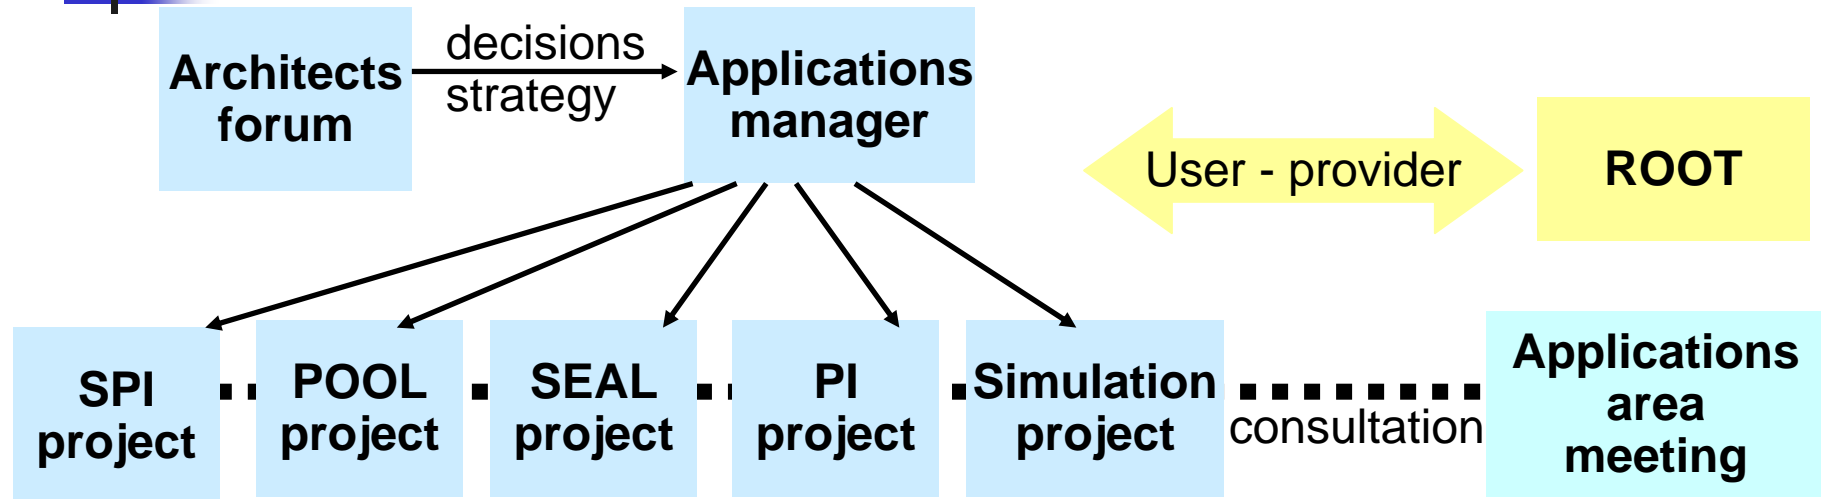 Architects
forum
decisions
strategy
Applications
manager
User - provider
ROOT
SPI
project
POOL
project
SEAL
project
PI
project
Simulation
project
consultation
Applications
area
meeting